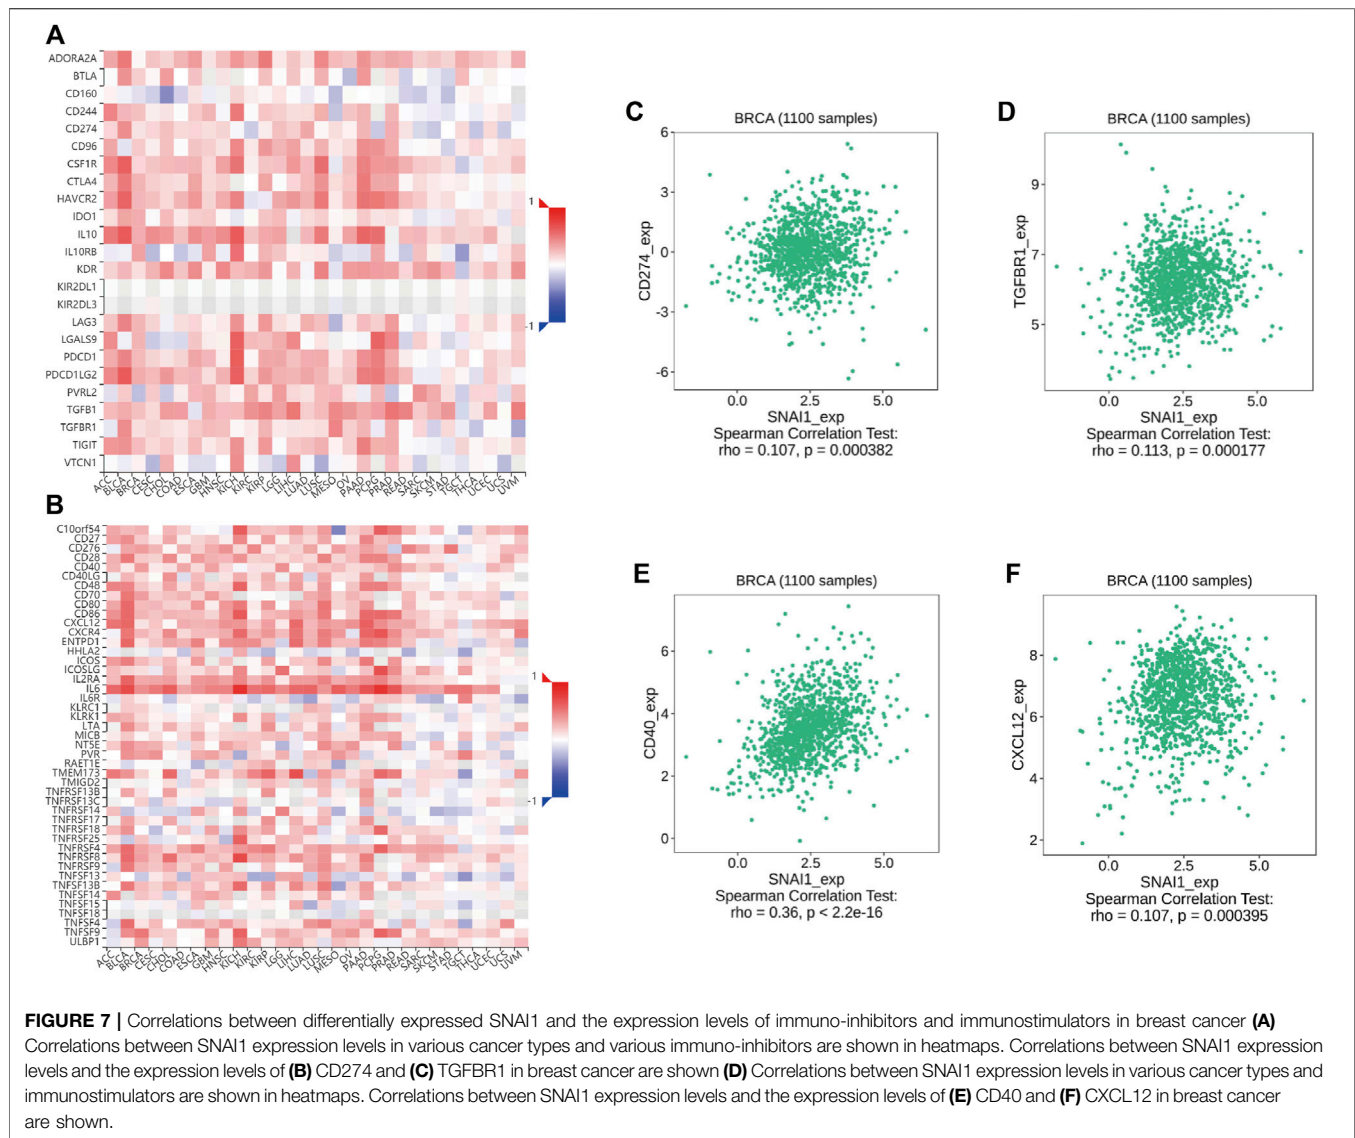 A
ADORA2A
BTLA
CD160
CD244
CD274
CD96
CSF1R
CTLA4
HAVCR2
IDO1
IL10
IL10RB
KDR
KIR2DL1
KIR2DL3
LAG3
LGALS9
PDCD1
PDCD1LG2
PVRL2
TGFB1
TGFBR1
TIGIT
VTCN1
ACC BLCA BRCA CESC CHOL COAD ESCA GBM HNSC KICH KIRC KIRP LGG LIHC LUAD LUSC MESO OV PAAD PCPG PRAD READ SARC SKCM STAD TGCT THCA UCEC UCS UVM
1
-1
B
C10orf54
CD27
CD276
CD28
CD40
CD40LG
CD48
CD70
CD80
CD86
CXCL12
CXCR4
ENTPD1
HHLA2
ICOS
ICOSLG
IL2RA
IL6
IL6R
KLRC1
KLRK1
LTA
MICB
NT5E
PVR
RAET1E
TMEM173
TMIGD2
TNFRSF13B
TNFRSF13C
TNFRSF14
TNFRSF17
TNFRSF18
TNFRSF25
TNFRSF4
TNFRSF8
TNFRSF9
TNFSF13
TNFSF13B
TNFSF14
TNFSF15
TNFSF18
TNFSF4
TNFSF9
ULBP1
ACC BLCA BRCA CESC CHOL COAD ESCA GBM HNSC KICH KIRC KIRP LGG LIHC LUAD LUSC MESO OV PAAD PCPG PRAD READ SARC SKCM STAD TGCT THCA UCEC UCS UVM
1
-1
C
BRCA (1100 samples)
CD274_exp
6
3
0
-3
-6
0.0 2.5 5.0
SNAI1_exp
Spearman Correlation Test:
rho = 0.107, p = 0.000382
D
BRCA (1100 samples)
TGFBR1_exp
9
7
5
0.0 2.5 5.0
SNAI1_exp
Spearman Correlation Test:
rho = 0.113, p = 0.000177
E
BRCA (1100 samples)
CD40_exp
6
4
2
0
0.0 2.5 5.0
SNAI1_exp
Spearman Correlation Test:
rho = 0.36, p < 2.2e-16
F
BRCA (1100 samples)
CXCL12_exp
8
6
4
2
0.0 2.5 5.0
SNAI1_exp
Spearman Correlation Test:
rho = 0.107, p = 0.000395
FIGURE 7 | Correlations between differentially expressed SNAI1 and the expression levels of immuno-inhibitors and immunostimulators in breast cancer (A)
Correlations between SNAI1 expression levels in various cancer types and various immuno-inhibitors are shown in heatmaps. Correlations between SNAI1 expression
levels and the expression levels of (B) CD274 and (C) TGFBR1 in breast cancer are shown (D) Correlations between SNAI1 expression levels in various cancer types and
immunostimulators are shown in heatmaps. Correlations between SNAI1 expression levels and the expression levels of (E) CD40 and (F) CXCL12 in breast cancer
are shown.